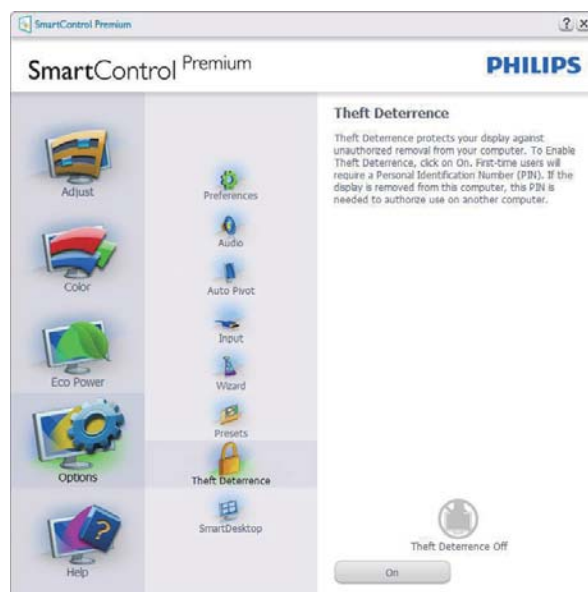 SmartControl Premium
? X
SmartControl Premium
PHILIPS
Adjust
Color
Eco Power
Options
Help
Preferences
Audio
Auto Pivot
Input
Wizard
Presets
Theft Deterrence
SmartDesktop
Theft Deterrence
Theft Deterrence protects your display against
unauthorized removal from your computer. To Enable
Theft Deterrence, click on On. First-time users will
require a Personal Identification Number (PIN). If the
display is removed from this computer, this PIN is
needed to authorize use on another computer.
Theft Deterrence Off
On